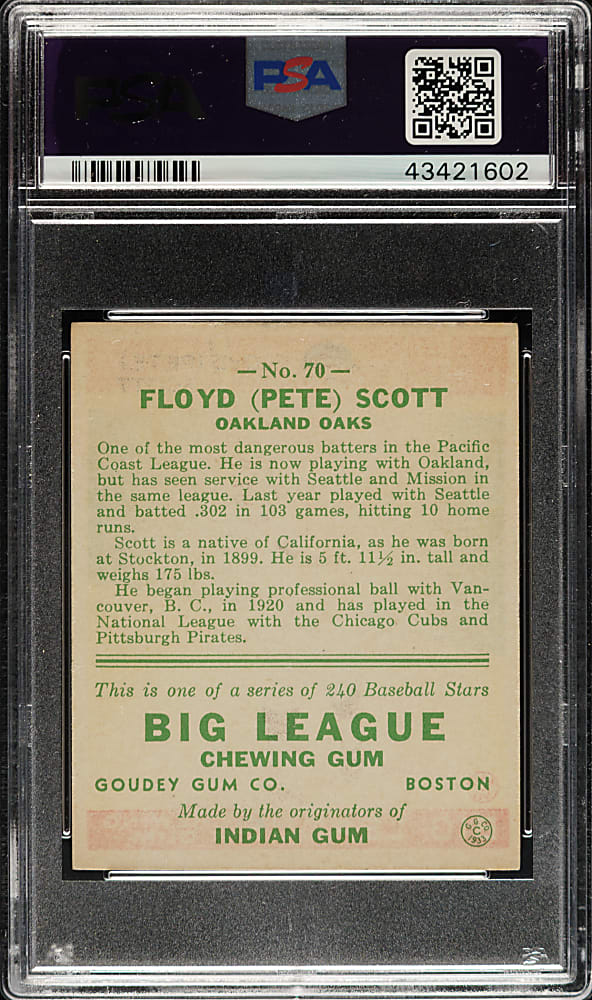 PSA
PSA
43421602
— No. 70 —
FLOYD (PETE) SCOTT
OAKLAND OAKS
One of the most dangerous batters in the Pacific
Coast League. He is now playing with Oakland,
but has seen service with Seattle and Mission in
the same league. Last year played with Seattle
and batted .302 in 103 games, hitting 10 home
runs.
Scott is a native of California, as he was born
at Stockton, in 1899. He is 5 ft. 11½ in. tall and
weighs 175 lbs.
He began playing professional ball with Van-
couver, B. C., in 1920 and has played in the
National League with the Chicago Cubs and
Pittsburgh Pirates.
This is one of a series of 240 Baseball Stars
BIG LEAGUE
CHEWING GUM
GOUDEY GUM CO. BOSTON
Made by the originators of
INDIAN GUM
G. G. CO.
C
1933